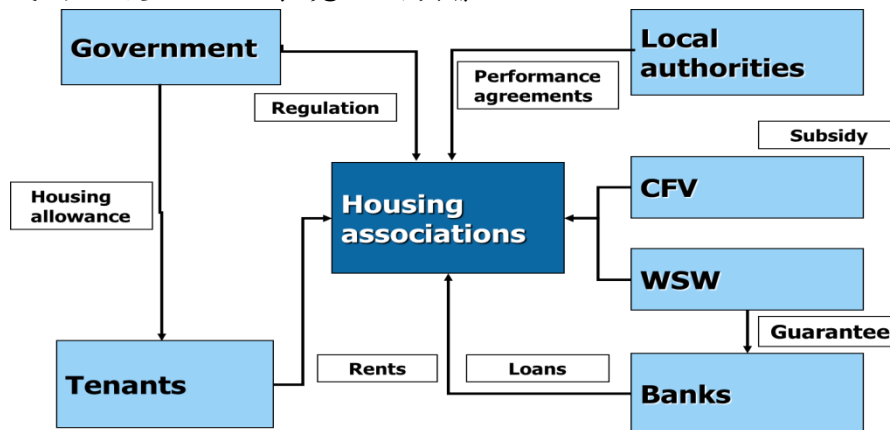 Government
Local
authorities
Performance
agreements
Regulation
Subsidy
CFV
Housing
allowance
Housing
associations
WSW
Guarantee
Tenants
Rents
Loans
Banks